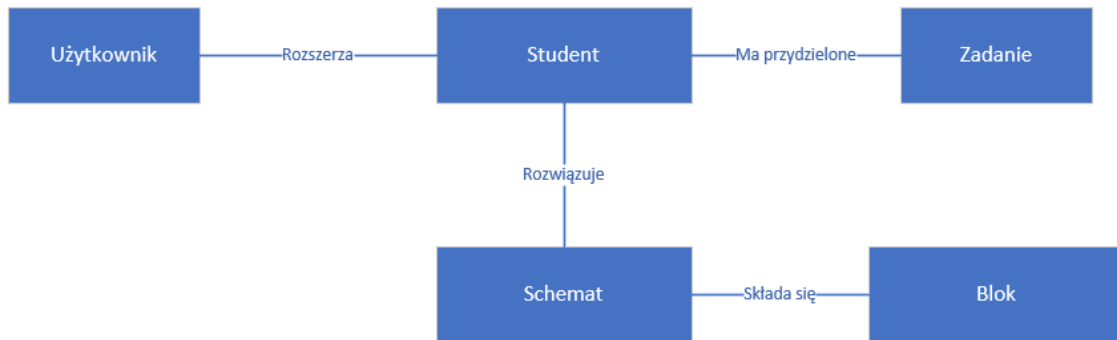 Użytkownik
Rozszerza
Student
Ma przydzielone
Zadanie
Rozwiązuje
Schemat
Składa się
Blok